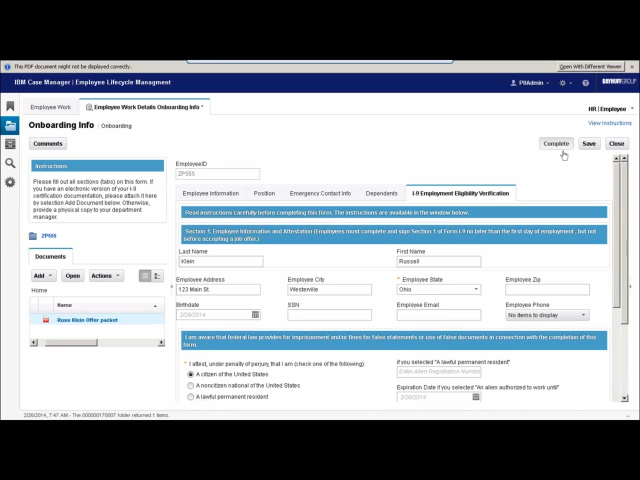 This PDF document might not be displayed correctly.
Open With Different Viewer
IBM Case Manager | Employee Lifecycle Managment
P8Admin
HR | Employee
Employee Work
Employee Work Details Onboarding Info *
View Instructions
Onboarding Info | Onboarding
Comments
Complete
Save
Close
Instructions
Please fill out all sections (tabs) on this form. If
you have an electronic version of your I-9
certification documentation, please attach it here
by selection Add Document below. Otherwise,
provide a physical copy to your department
manager.
ZP555
Documents
Add
Open
Actions
Home
Name
Russ Klein Offer packet
EmployeeID
ZP555
Employee Information
Position
Emergency Contact Info
Dependents
I-9 Employment Eligibility Verification
Read instructions carefully before completing this form. The instructions are available in the window below.
Section 1. Employee Information and Attestation (Employees must complete and sign Section 1 of Form I-9 no later than the first day of employment, but not
before accepting a job offer.)
Last Name
First Name
Klein
Russell
Employee Address
Employee City
* Employee State
Employee Zip
123 Main St.
Westerville
Ohio
Birthdate
SSN
Employee Email
Employee Phone
2/26/2014
No items to display
I am aware that federal law provides for imprisonment and/or fines for false statements or use of false documents in connection with the completion of this
form.
* I attest, under penalty of perjury, that I am (check one of the following):
A citizen of the United States
A noncitizen national of the United States
A lawful permanent resident
if you selected "A lawful permanent resident"
Enter Alien Registration Number
Expiration Date if you selected "An alien authorized to work until"
2/26/2014
2/26/2014, 7:47 AM - The 000000170007 folder returned 1 items.